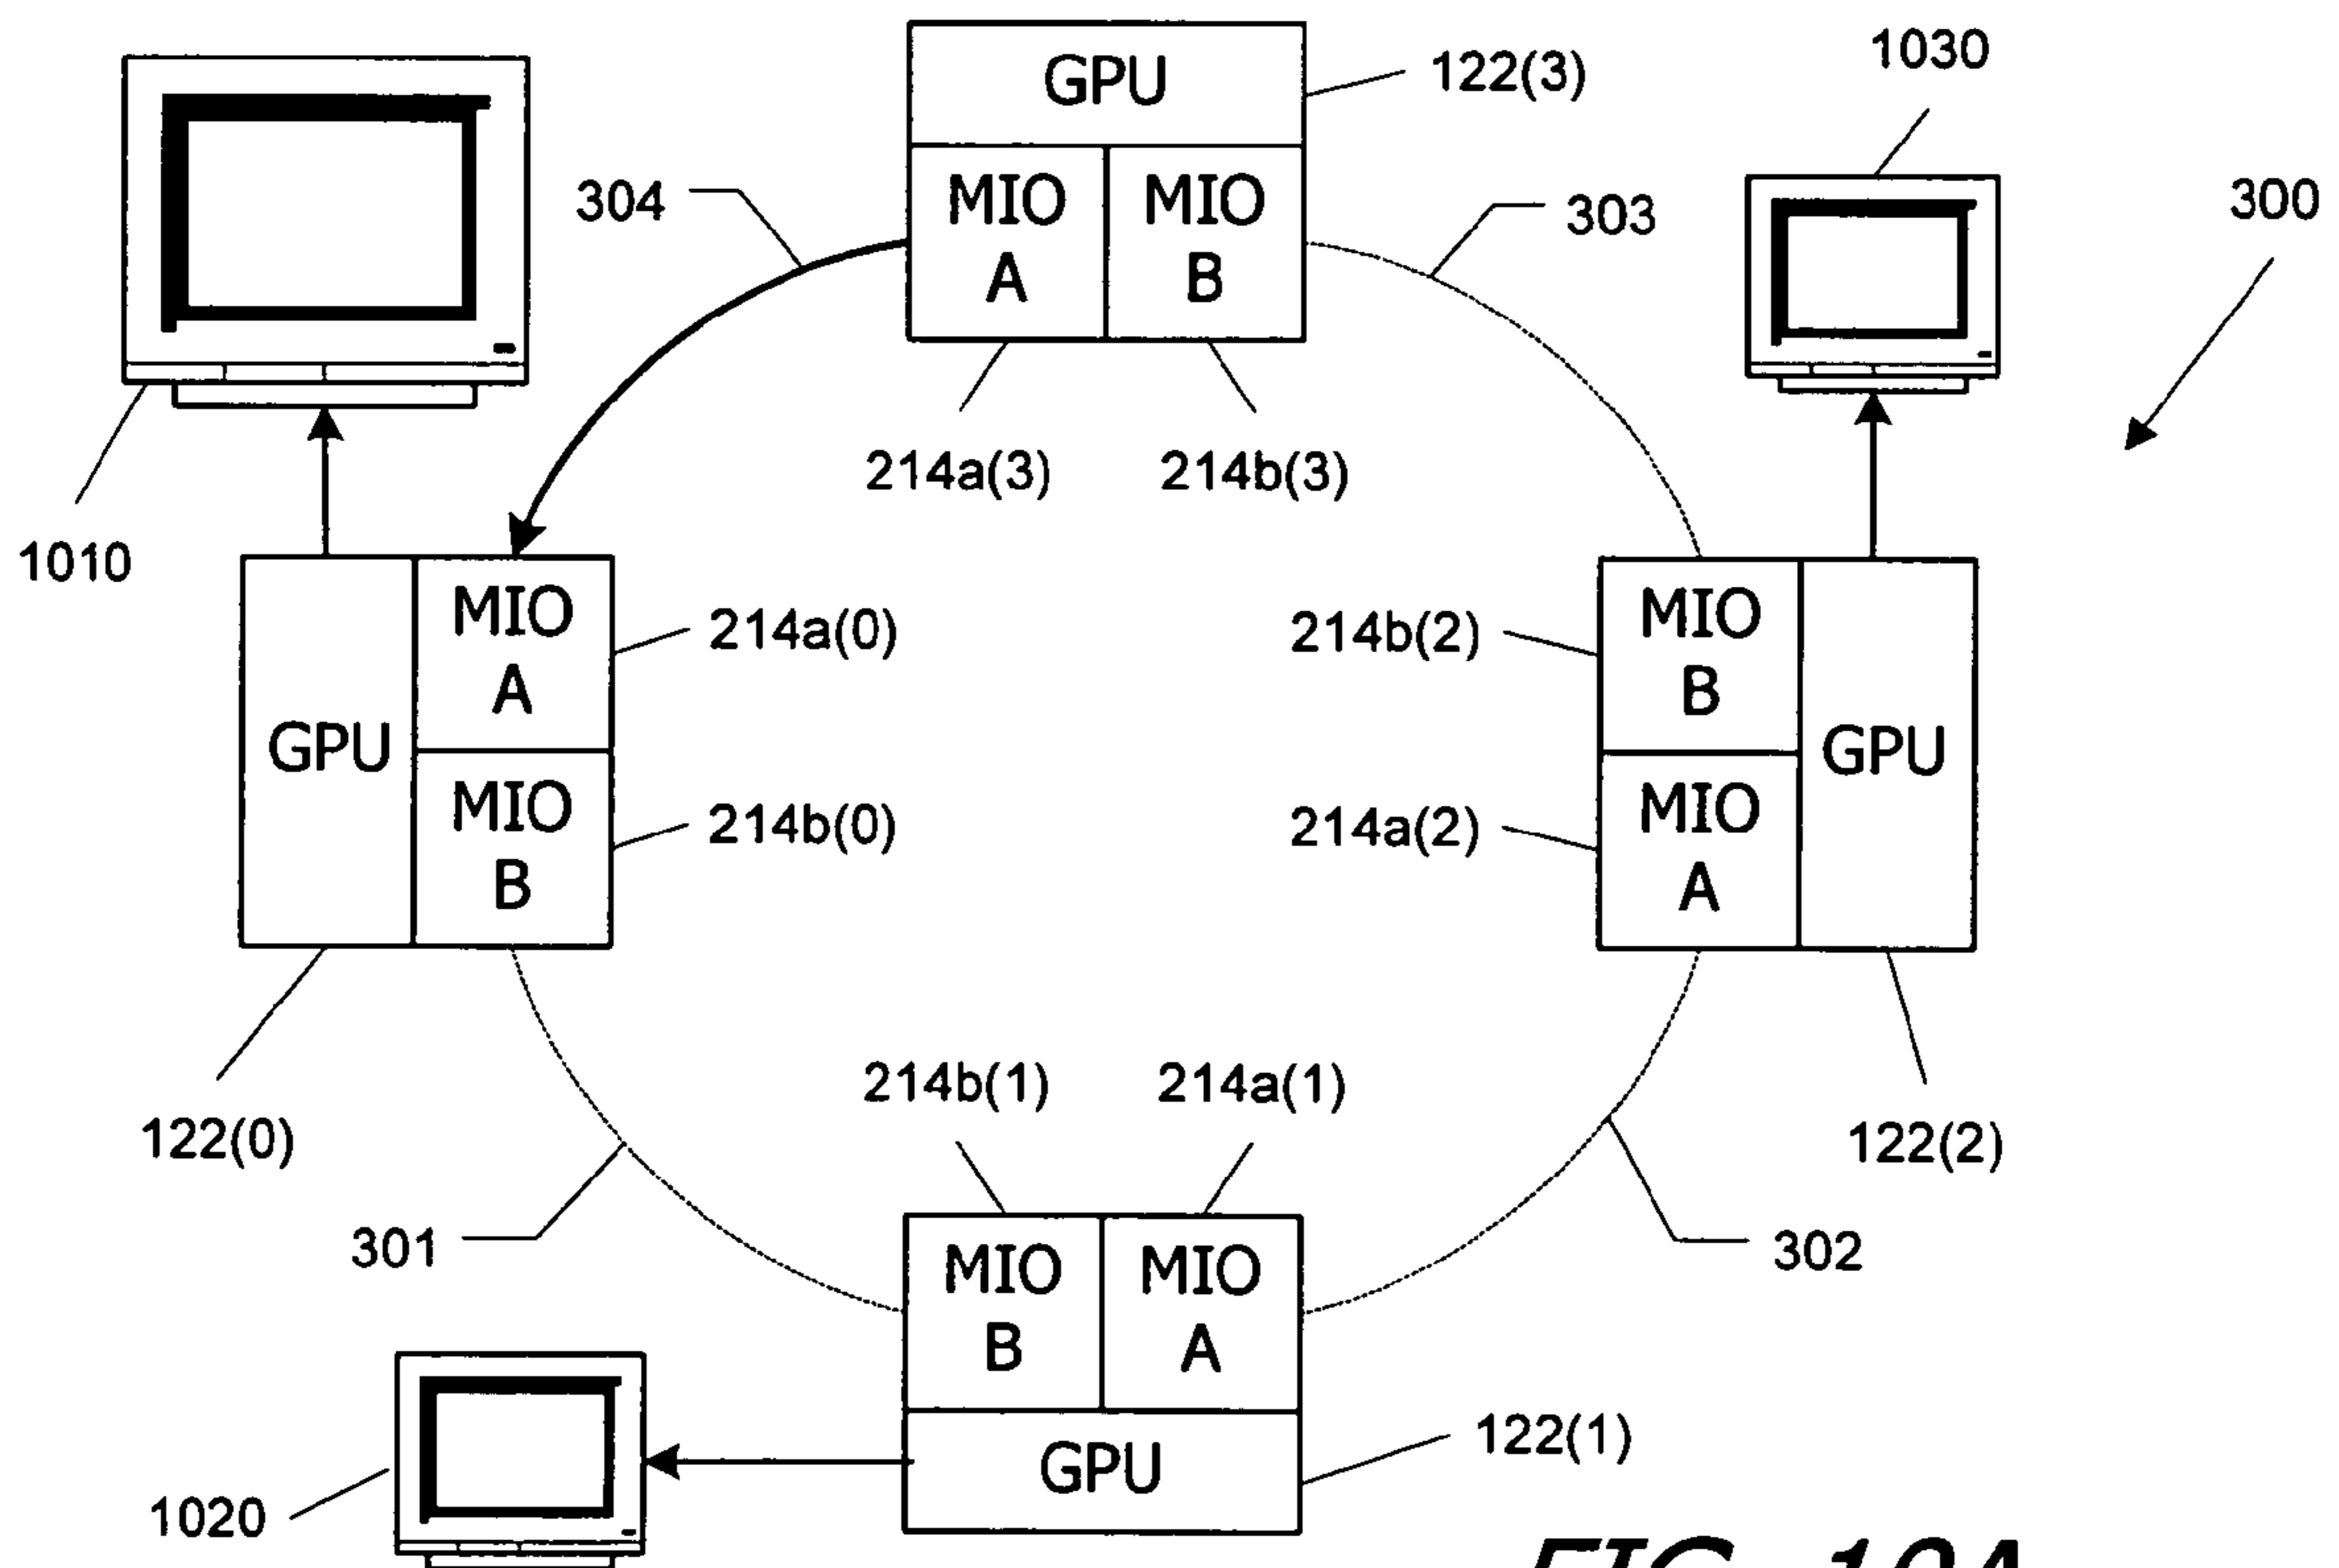 GPU
122(3)
1030
MIO
A
MIO
B
304
303
300
214a(3)
214b(3)
1010
GPU
MIO
A
MIO
B
214a(0)
214b(0)
214b(2)
214a(2)
MIO
B
MIO
A
GPU
122(0)
214b(1)
214a(1)
122(2)
301
302
MIO
B
MIO
A
GPU
122(1)
1020
FIG. 10A